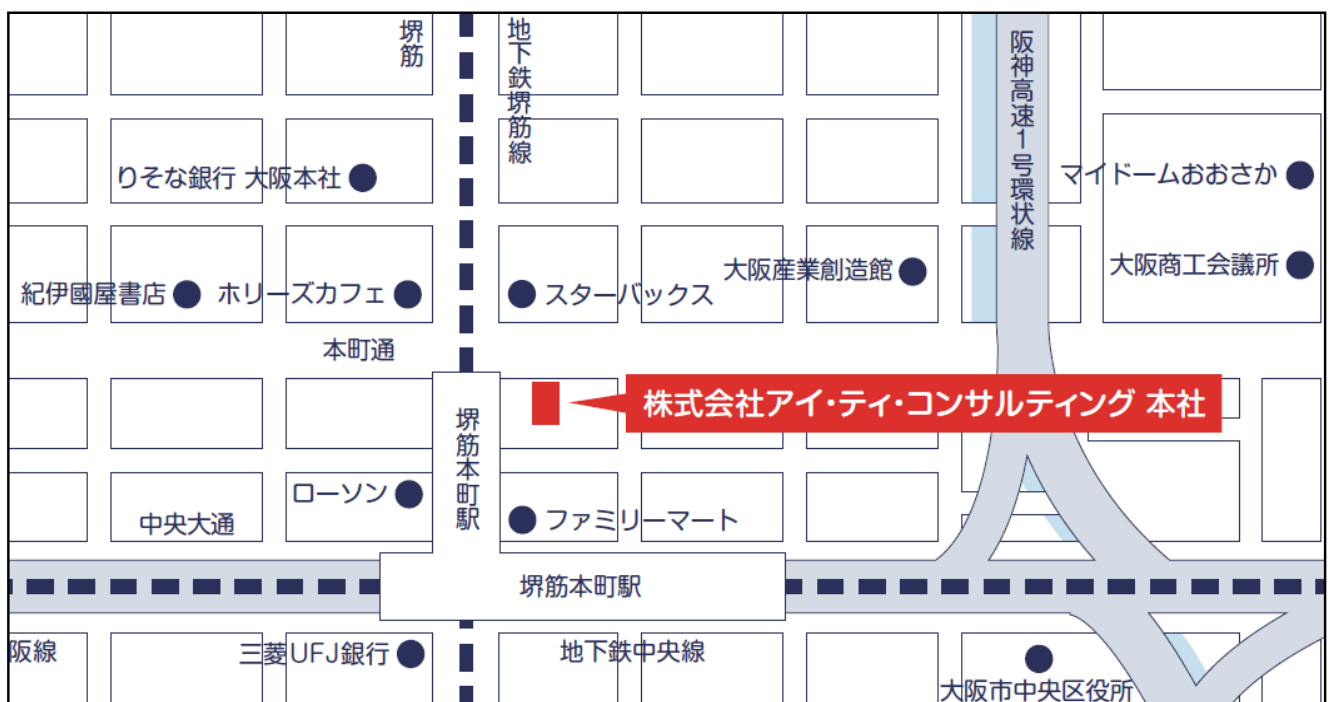 堺筋
地下鉄堺筋線
阪神高速1号環状線
りそな銀行 大阪本社
マイドームおおさか
大阪産業創造館
大阪商工会議所
紀伊國屋書店
ホリーズカフェ
スターバックス
本町通
株式会社アイ・ティ・コンサルティング 本社
堺筋本町駅
ローソン
ファミリーマート
中央大通
堺筋本町駅
阪線
三菱UFJ銀行
地下鉄中央線
大阪市中央区役所